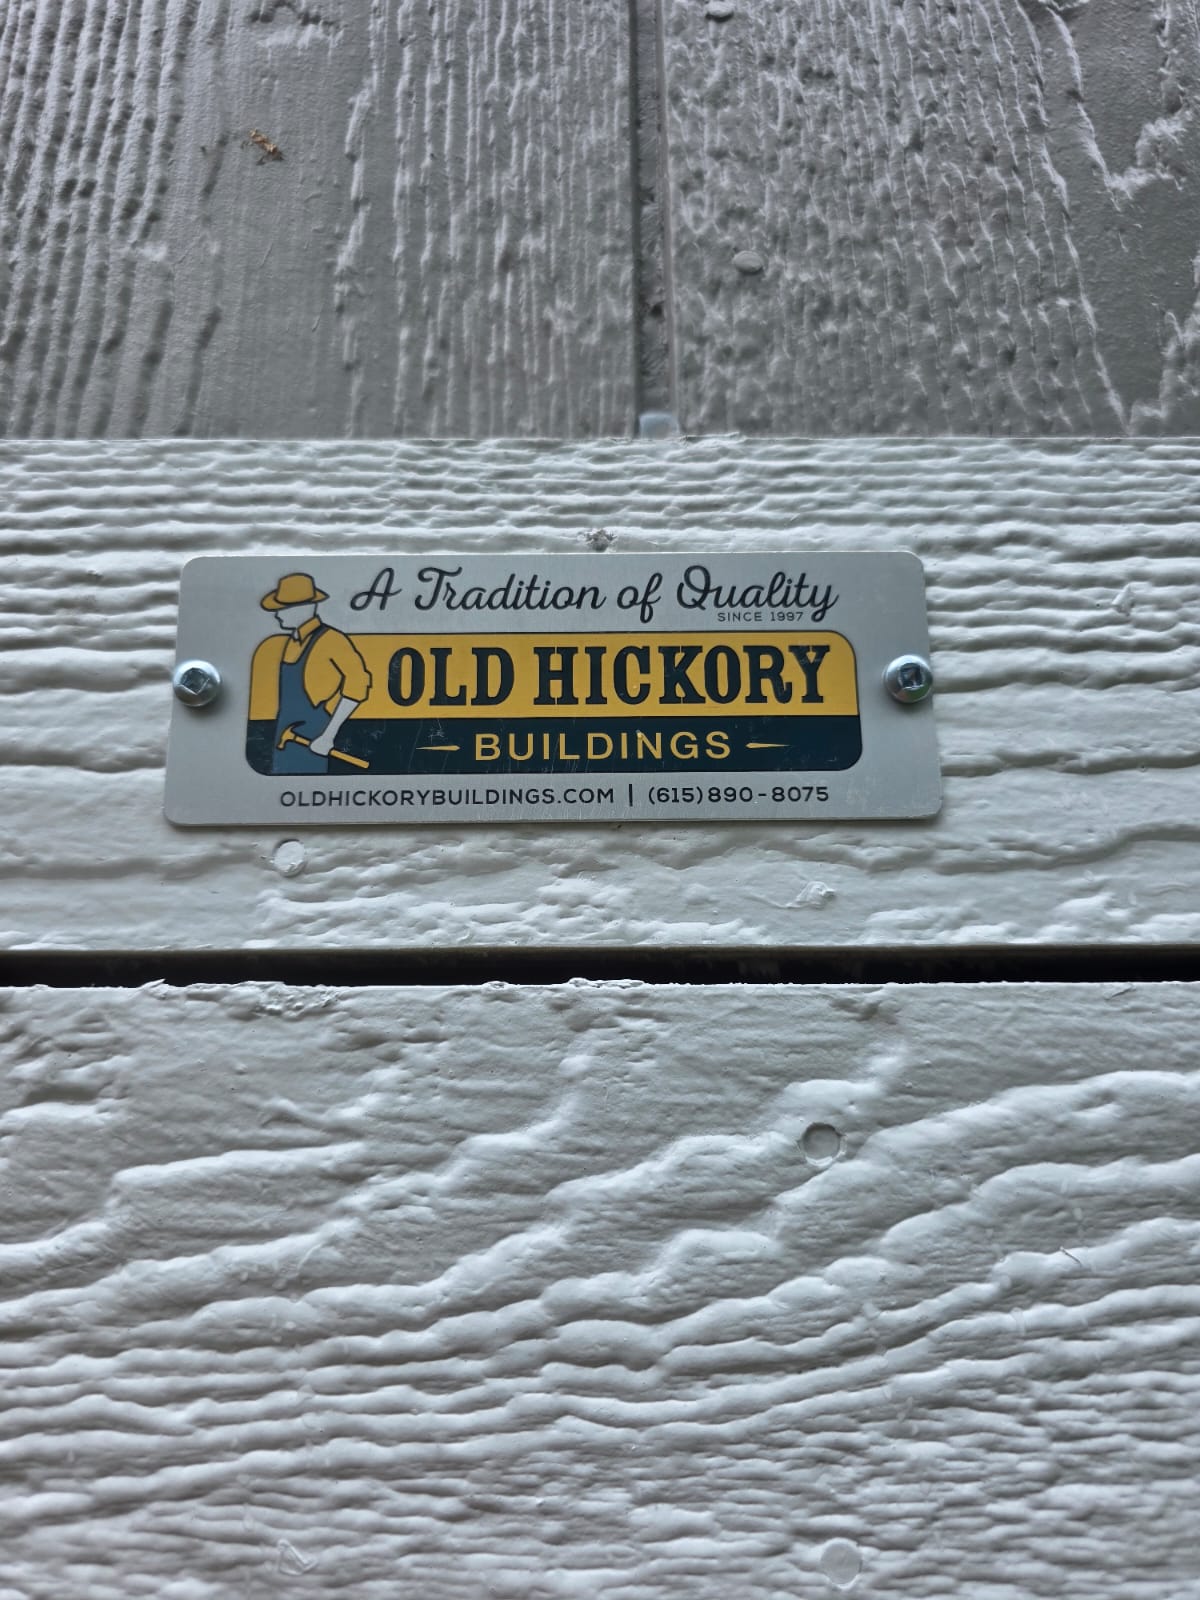 A Tradition of Quality
SINCE 1997
OLD HICKORY
BUILDINGS
OLDHICKORYBUILDINGS.COM | (615)890-8075